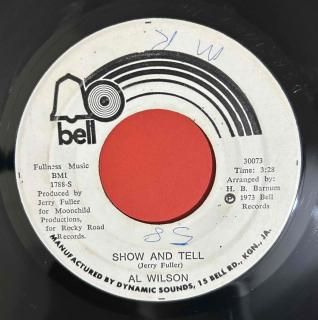 bell
Fullness Music
BMI
1788-S
Produced by
Jerry Fuller
for Moonchild
Productions,
for Rocky Road
Records.
30073
Time: 3:28
Arranged by:
H. B. Barnum
℗ 1973 Bell
Records
SHOW AND TELL
(Jerry Fuller)
AL WILSON
MANUFACTURED BY DYNAMIC SOUNDS, 15 BELL RD., KGN., JA.